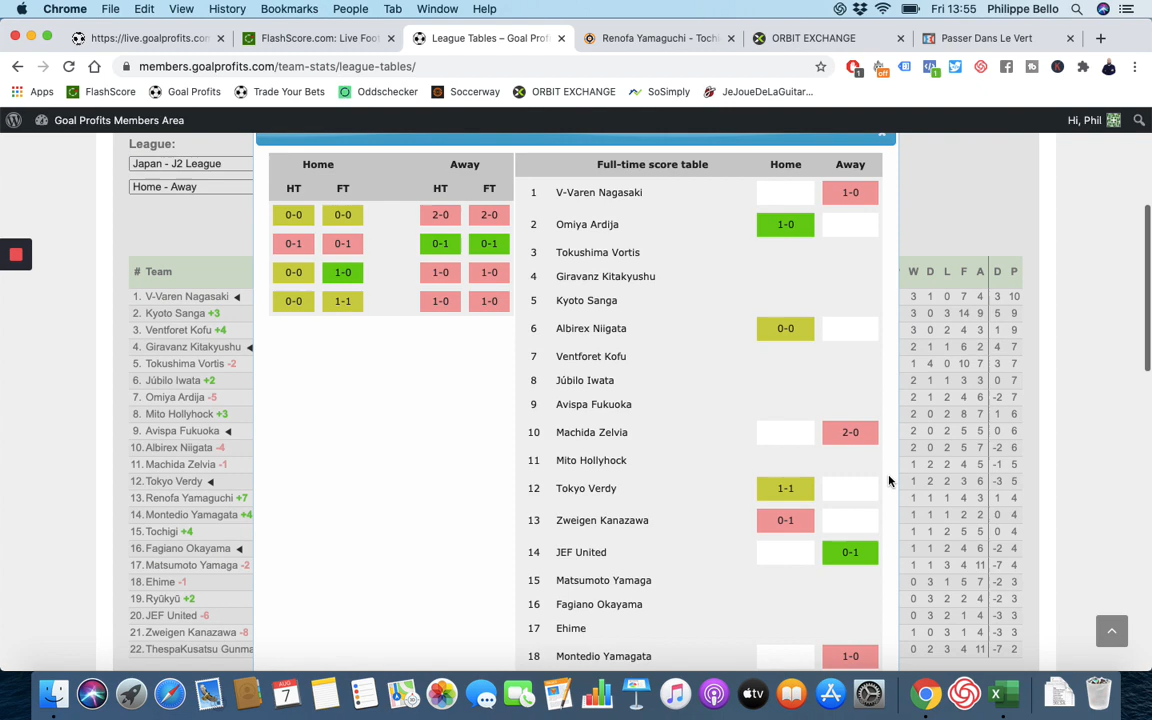 Chrome File Edit View History Bookmarks People Tab Window Help Fri 13:55 Philippe Bello
https://live.goalprofits.com FlashScore.com: Live Foot League Tables – Goal Profi Renofa Yamaguchi - Tochi ORBIT EXCHANGE Passer Dans Le Vert
members.goalprofits.com/team-stats/league-tables/
Apps FlashScore Goal Profits Trade Your Bets Oddschecker Soccerway ORBIT EXCHANGE SoSimply JeJoueDeLaGuitar...
Goal Profits Members Area Hi, Phil
League:
Japan - J2 League
Home - Away
# Team
1. V-Varen Nagasaki
2. Kyoto Sanga +3
3. Ventforet Kofu +4
4. Giravanz Kitakyushu
5. Tokushima Vortis -2
6. Júbilo Iwata +2
7. Omiya Ardija -5
8. Mito Hollyhock +3
9. Avispa Fukuoka
10. Albirex Niigata -4
11. Machida Zelvia -1
12. Tokyo Verdy
13. Renofa Yamaguchi +7
14. Montedio Yamagata +4
15. Tochigi +4
16. Fagiano Okayama
17. Matsumoto Yamaga -2
18. Ehime -1
19. Ryūkyū +2
20. JEF United -6
21. Zweigen Kanazawa -8
22. ThespaKusatsu Gunma
Home Away
HT FT HT FT
0-0 0-0 2-0 2-0
0-1 0-1 0-1 0-1
0-0 1-0 1-0 1-0
0-0 1-1 1-0 1-0
Full-time score table Home Away
1 V-Varen Nagasaki 1-0
2 Omiya Ardija 1-0
3 Tokushima Vortis
4 Giravanz Kitakyushu
5 Kyoto Sanga
6 Albirex Niigata 0-0
7 Ventforet Kofu
8 Júbilo Iwata
9 Avispa Fukuoka
10 Machida Zelvia 2-0
11 Mito Hollyhock
12 Tokyo Verdy 1-1
13 Zweigen Kanazawa 0-1
14 JEF United 0-1
15 Matsumoto Yamaga
16 Fagiano Okayama
17 Ehime
18 Montedio Yamagata 1-0
W D L F A D P
3 1 0 7 4 3 10
3 0 3 14 9 5 9
3 0 2 4 3 1 9
2 1 1 6 2 4 7
1 4 0 10 7 3 7
2 1 1 3 3 0 7
2 1 2 4 6 -2 7
2 0 2 8 7 1 6
2 0 2 5 5 0 6
2 0 2 5 7 -2 6
1 2 2 4 5 -1 5
1 2 2 3 6 -3 5
1 1 1 4 3 1 4
1 1 1 2 2 0 4
1 1 2 5 5 0 4
1 1 2 4 6 -2 4
1 1 3 4 11 -7 4
0 3 1 5 7 -2 3
0 3 2 2 4 -2 3
0 3 2 1 4 -3 3
1 0 3 1 4 -3 3
0 2 3 4 11 -7 2